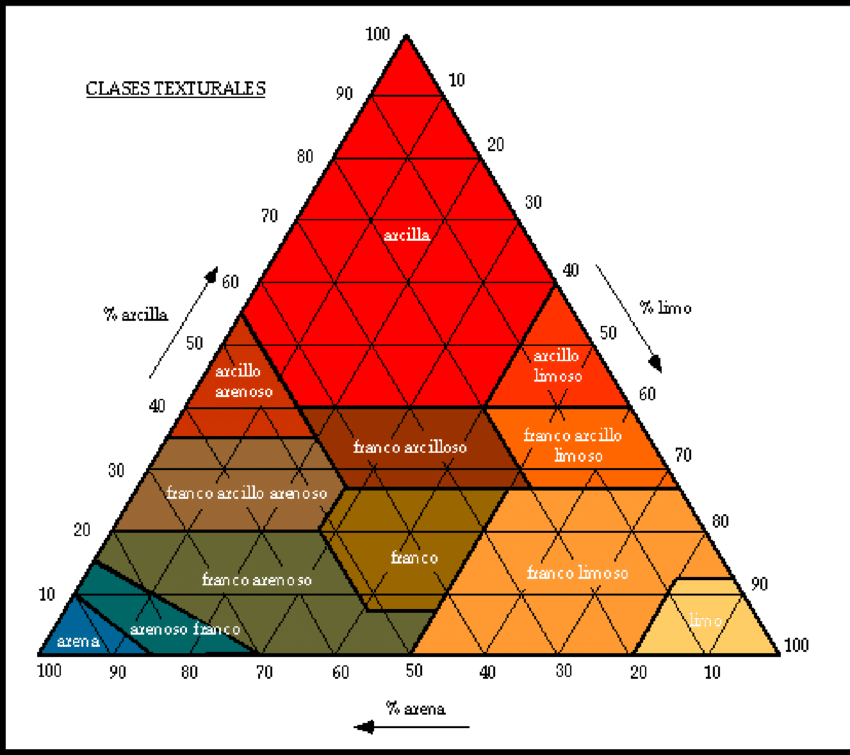 100
CLASES TEXTURALES
10
90
20
80
30
70
arcilla
40
60
% arcilla
% limo
50
50
arcillo
limoso
arcillo
arenoso
60
40
franco arcilloso
franco arcillo
limoso
70
30
franco arcillo arenoso
80
20
franco
franco arenoso
franco limoso
90
10
limo
arenoso franco
arena
100
100 90 80 70 60 50 40 30 20 10
% arena